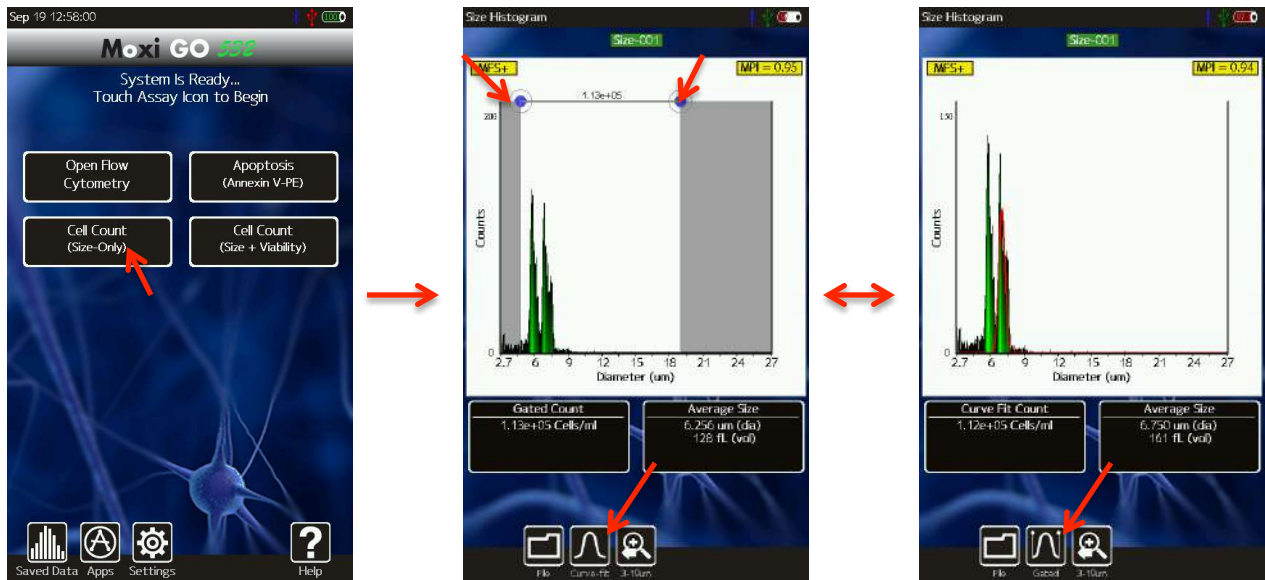 Sep 19 12:58:00
Moxi GO 532
System Is Ready...
Touch Assay Icon to Begin
Open Flow
Cytometry
Apoptosis
(Annexin V-PE)
Cell Count
(Size-Only)
Cell Count
(Size + Viability)
Saved Data
Apps
Settings
?
Help
Size Histogram
Size-001
MFS+
MPI = 0.95
1.13e+05
200
Counts
0
2.7 6 9 12 15 18 21 24 27
Diameter (um)
Gated Count
1.13e+05 Cells/ml
Average Size
6.256 um (dia)
128 fL (vol)
File
Curve-fit
3-10um
Size Histogram
Size-001
MFS+
MPI = 0.94
130
Counts
0
2.7 6 9 12 15 18 21 24 27
Diameter (um)
Curve Fit Count
1.12e+05 Cells/ml
Average Size
6.750 um (dia)
161 fL (vol)
File
Gated
3-10um